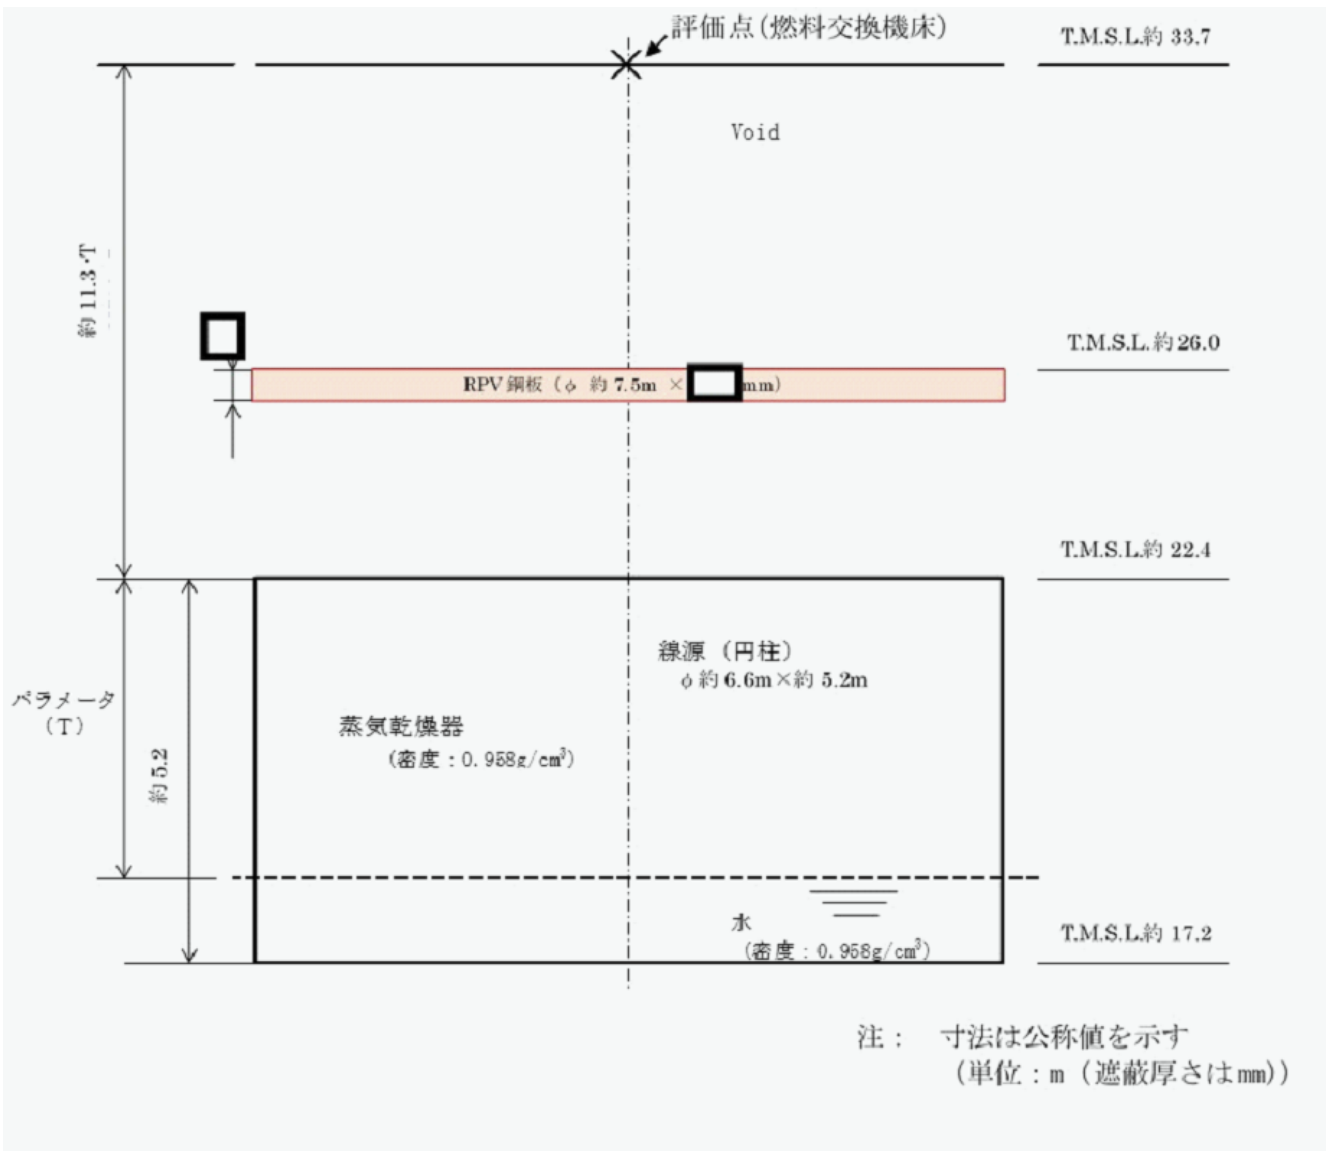 評価点(燃料交換機床)
T.M.S.L.約 33.7
Void
約 11.3-T
T.M.S.L.約 26.0
RPV 鋼板（φ 約 7.5m ×
mm)
T.M.S.L.約 22.4
線源（円柱）
φ約 6.6m×約 5.2m
パラメータ
（T）
蒸気乾燥器
(密度：0.958g/cm³)
約 5.2
水
(密度：0.958g/cm³)
T.M.S.L.約 17.2
注： 寸法は公称値を示す
（単位：m（遮蔽厚さはmm））